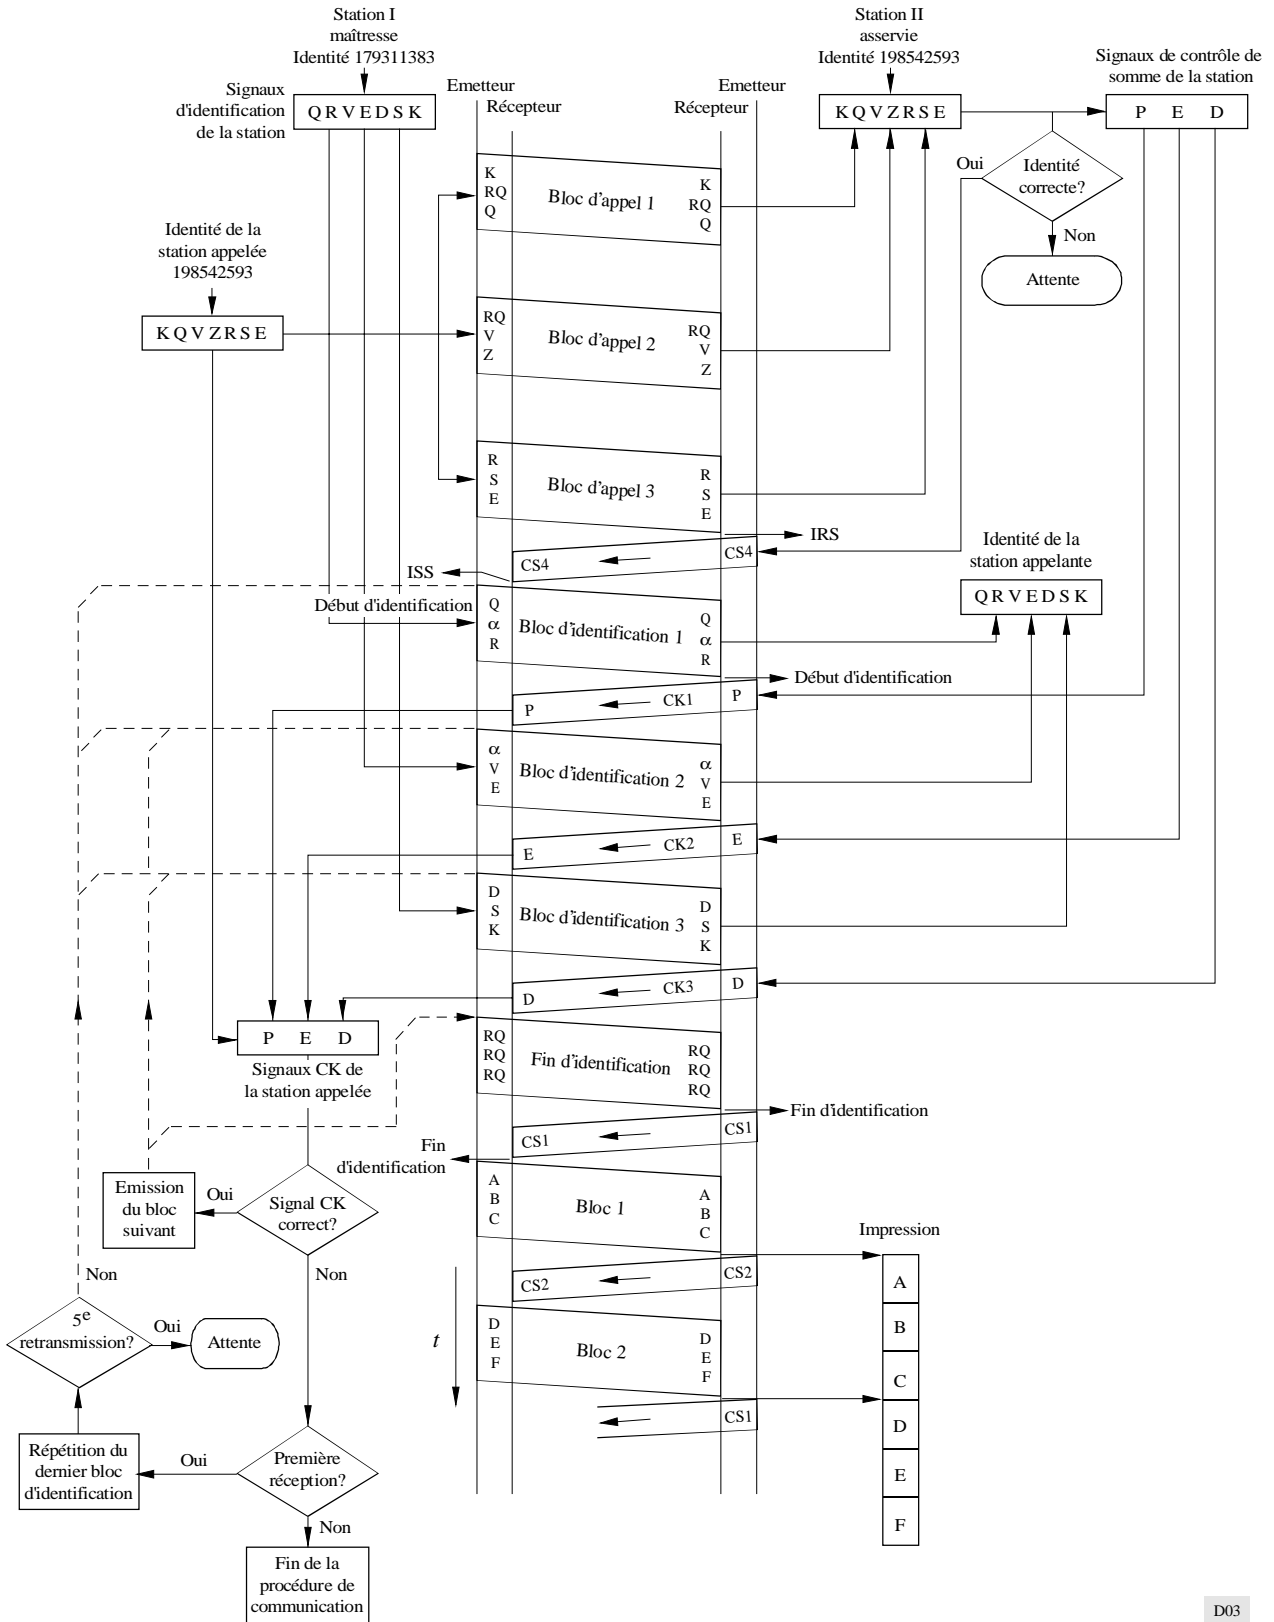 Station I
maîtresse
Identité 179311383
Station II
asservie
Identité 198542593
Signaux de contrôle de
somme de la station
Signaux
d'identification
de la station
Q R V E D S K
Emetteur
Récepteur
Emetteur
Récepteur
K Q V Z R S E
P E D
K
RQ
Q
Bloc d'appel 1
K
RQ
Q
Oui
Identité
correcte?
Non
Attente
Identité de la
station appelée
198542593
K Q V Z R S E
RQ
V
Z
Bloc d'appel 2
RQ
V
Z
R
S
E
Bloc d'appel 3
R
S
E
IRS
CS4
CS4
ISS
Identité de la
station appelante
Q R V E D S K
Début d'identification
Q
α
R
Bloc d'identification 1
Q
α
R
Début d'identification
P
CK1
P
α
V
E
Bloc d'identification 2
α
V
E
E
CK2
E
D
S
K
Bloc d'identification 3
D
S
K
D
CK3
D
P E D
Signaux CK de
la station appelée
RQ
RQ
RQ
Fin d'identification
RQ
RQ
RQ
Fin d'identification
CS1
CS1
Fin
d'identification
Emission
du bloc
suivant
Oui
Signal CK
correct?
Non
A
B
C
Bloc 1
A
B
C
Impression
CS2
CS2
Non
5e
retransmission?
Oui
Attente
t
D
E
F
Bloc 2
D
E
F
CS1
A
B
C
D
E
F
Répétition du
dernier bloc
d'identification
Oui
Première
réception?
Non
Fin de la
procédure de
communication
D03